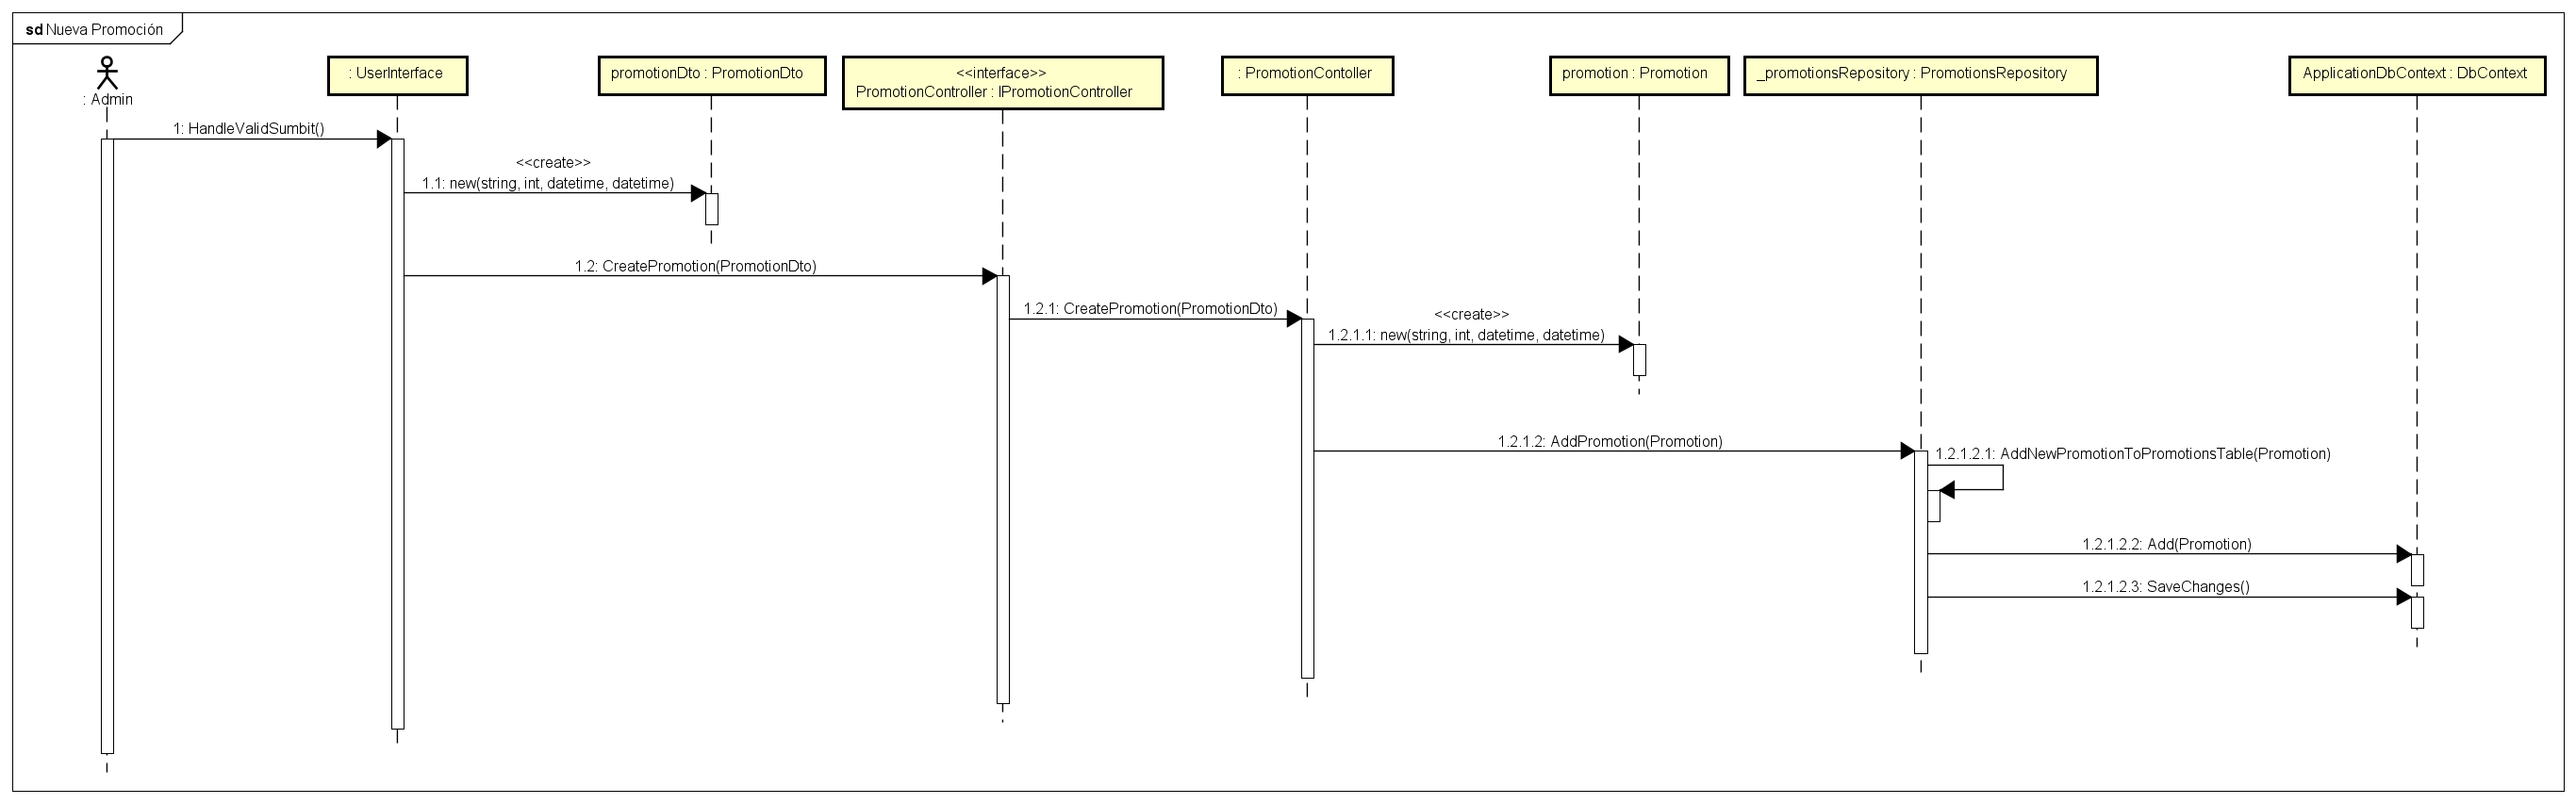 sd Nueva Promoción
: Admin
: UserInterface
promotionDto : PromotionDto
<<interface>>
PromotionController : IPromotionController
: PromotionContoller
promotion : Promotion
_promotionsRepository : PromotionsRepository
ApplicationDbContext : DbContext
1: HandleValidSumbit()
<<create>>
1.1: new(string, int, datetime, datetime)
1.2: CreatePromotion(PromotionDto)
1.2.1: CreatePromotion(PromotionDto)
<<create>>
1.2.1.1: new(string, int, datetime, datetime)
1.2.1.2: AddPromotion(Promotion)
1.2.1.2.1: AddNewPromotionToPromotionsTable(Promotion)
1.2.1.2.2: Add(Promotion)
1.2.1.2.3: SaveChanges()